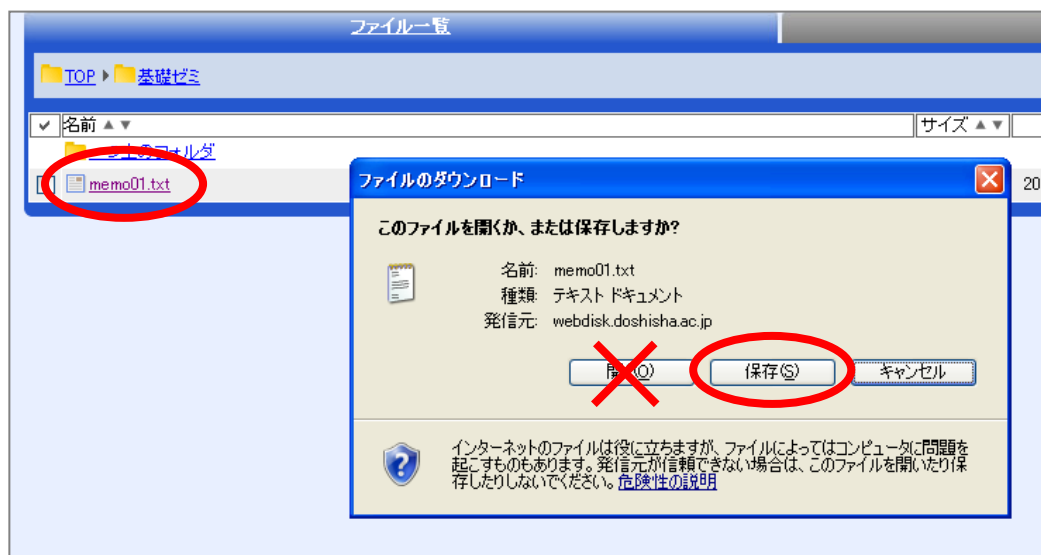 ファイル一覧
TOP 基礎ゼミ
名前 ▲▼ サイズ ▲▼
上のフォルダ
memo01.txt 20
ファイルのダウンロード
このファイルを開くか、または保存しますか?
名前: memo01.txt
種類: テキスト ドキュメント
発信元: webdisk.doshisha.ac.jp
保存(S) キャンセル
インターネットのファイルは役に立ちますが、ファイルによってはコンピュータに問題を
起こすものもあります。発信元が信頼できない場合は、このファイルを開いたり保
存したりしないでください。危険性の説明